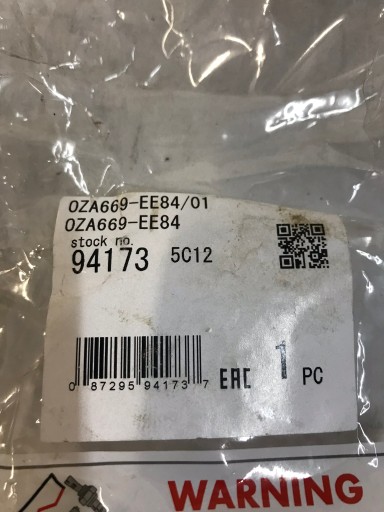 OZA669-EE84/01
OZA669-EE84
stock no.
94173 5C12
0 87295 94173 7 EAC 1 PC
WARNING